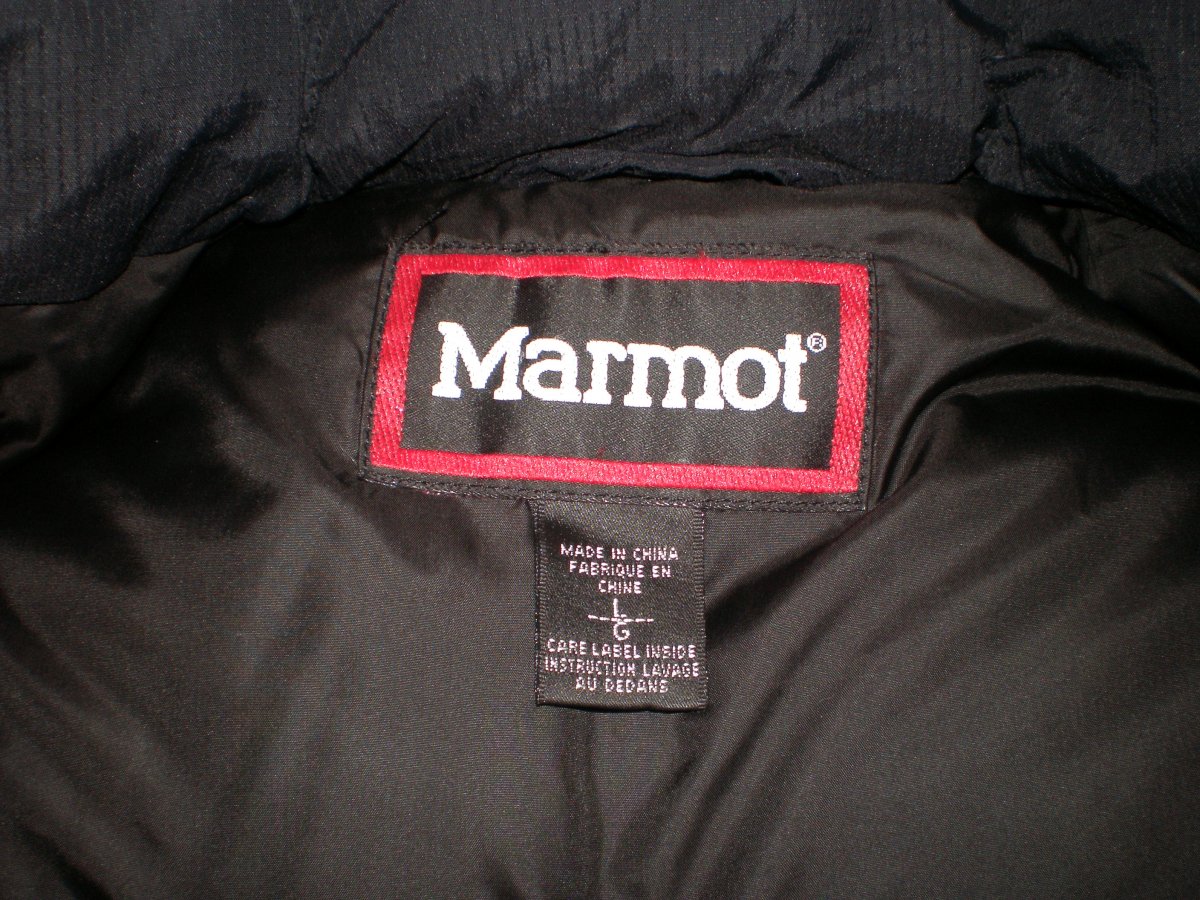 Marmot®
MADE IN CHINA
FABRIQUE EN
CHINE
L
G
CARE LABEL INSIDE
INSTRUCTION LAVAGE
AU DEDANS